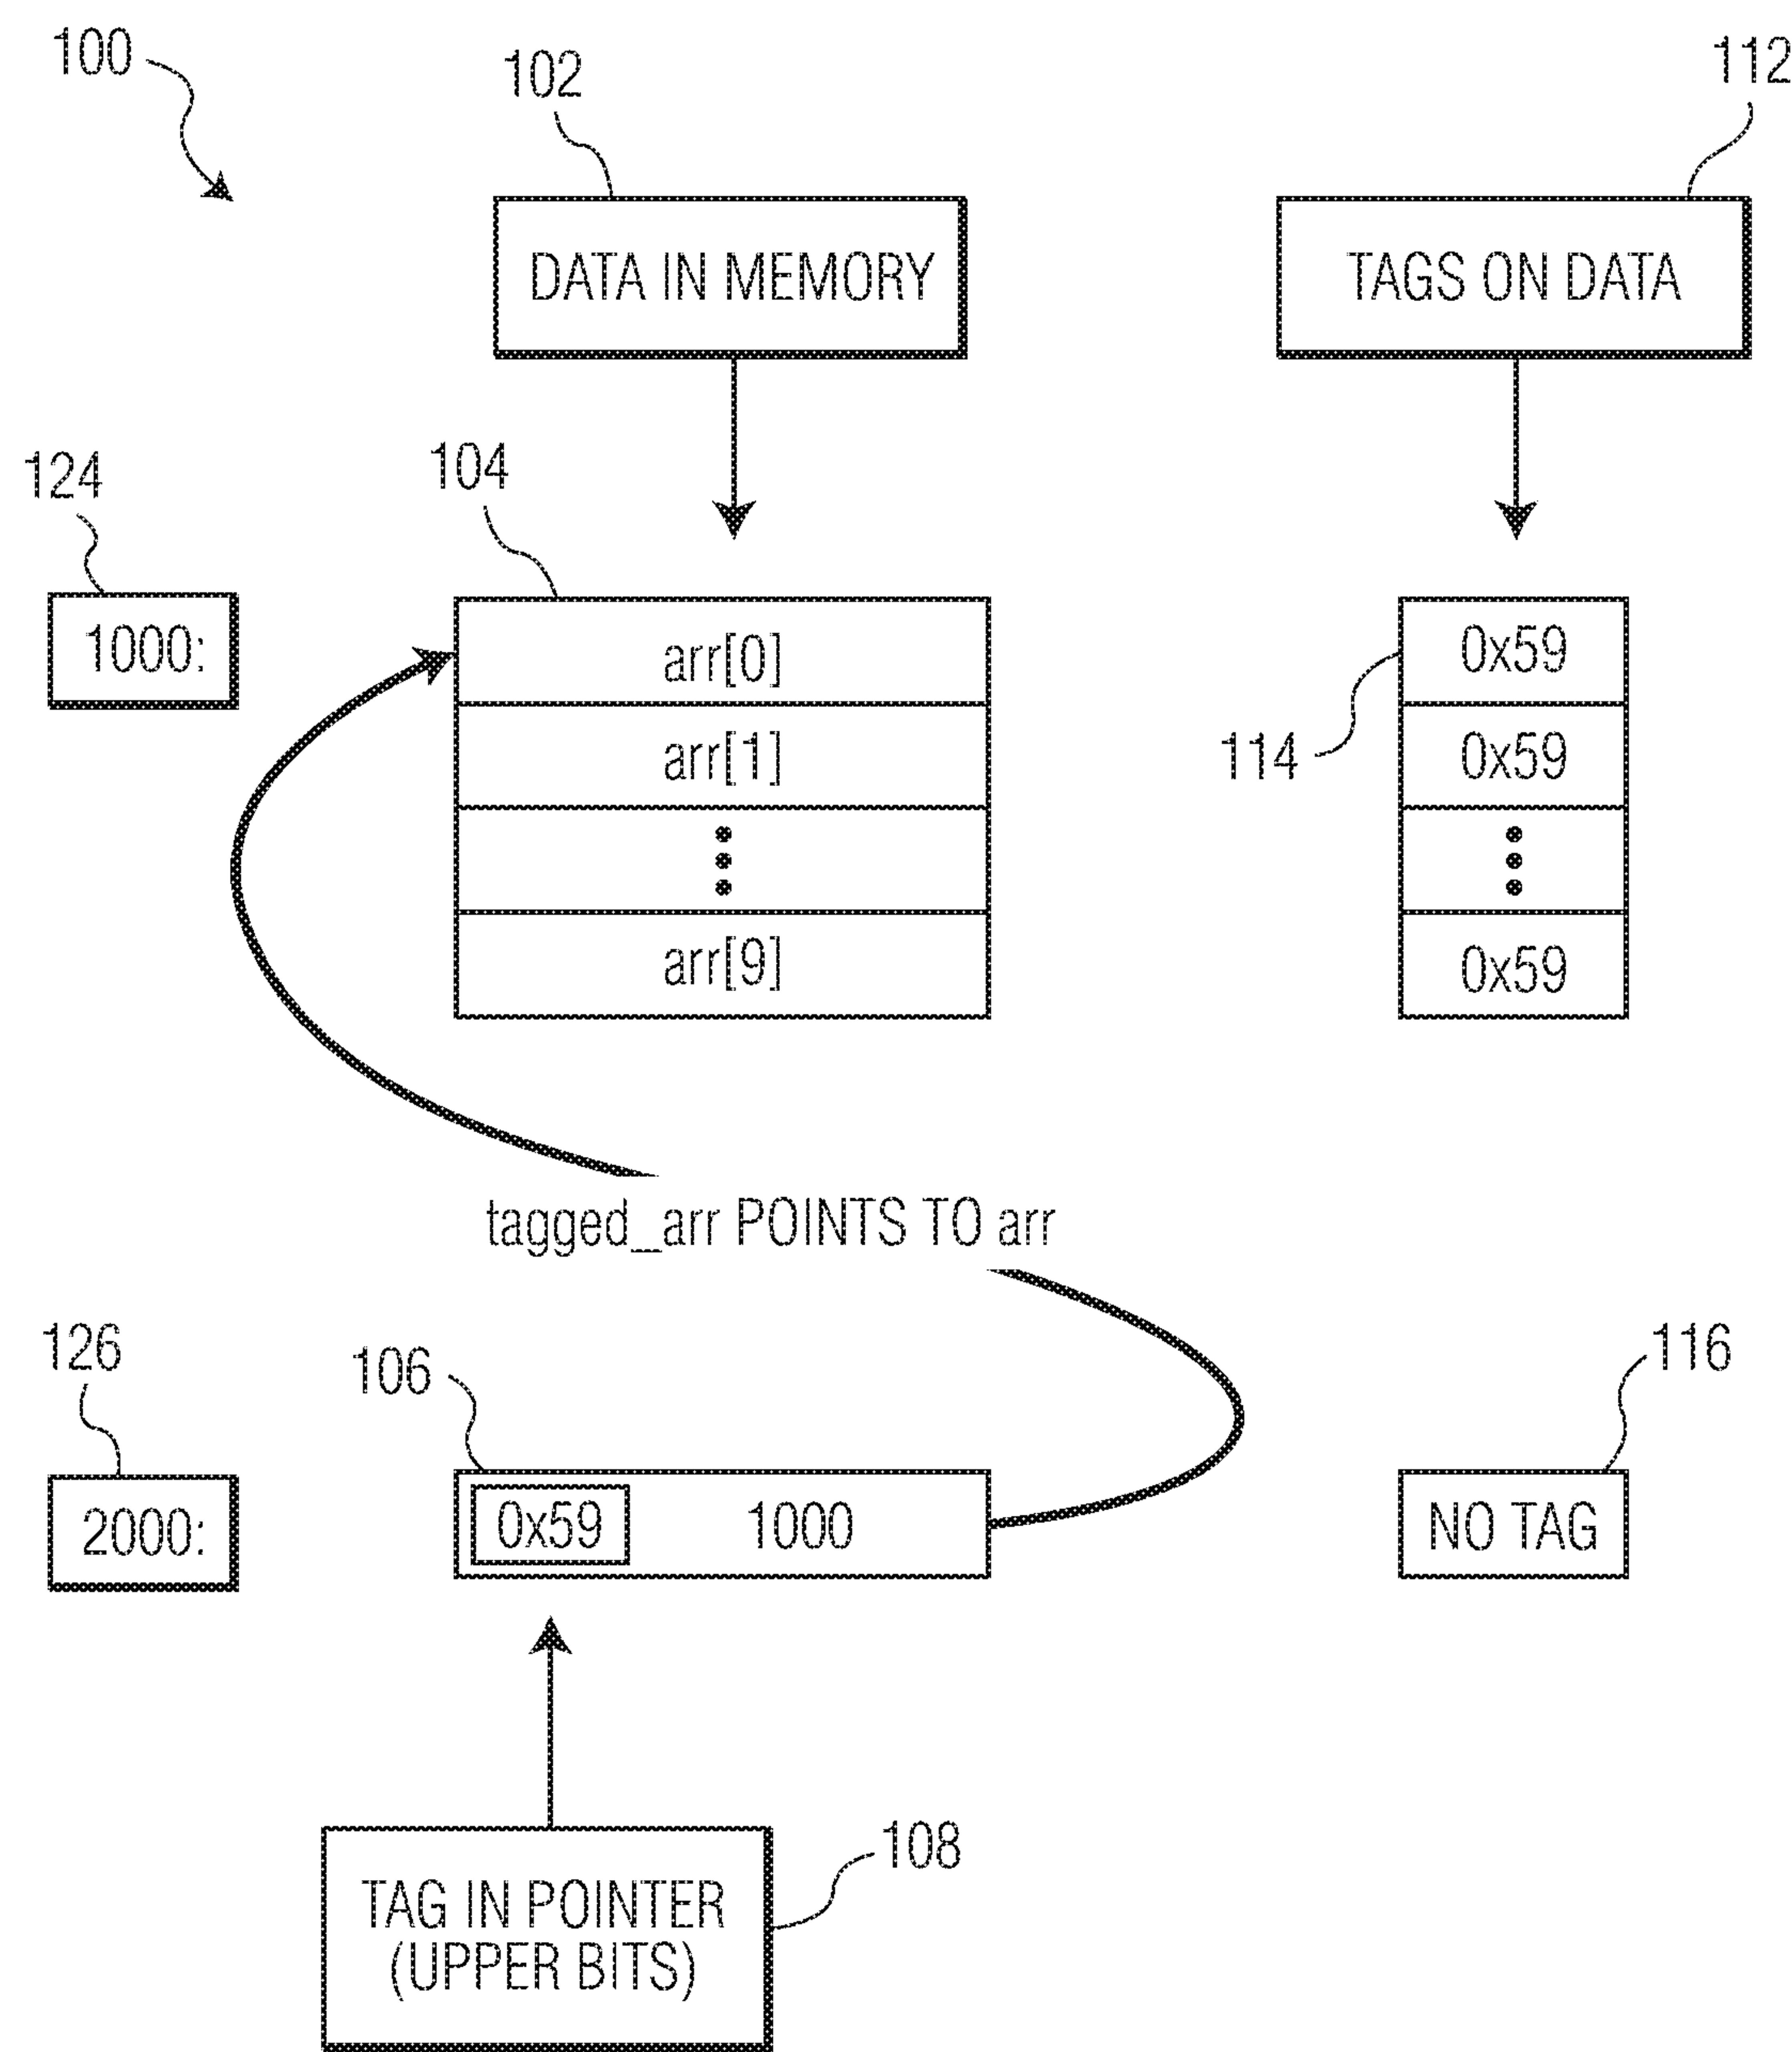 100
102
112
DATA IN MEMORY
TAGS ON DATA
124
104
1000:
arr[0]
0x59
arr[1]
114
0x59
arr[9]
0x59
tagged_arr POINTS TO arr
126
106
116
2000:
0x59
1000
NO TAG
108
TAG IN POINTER
(UPPER BITS)